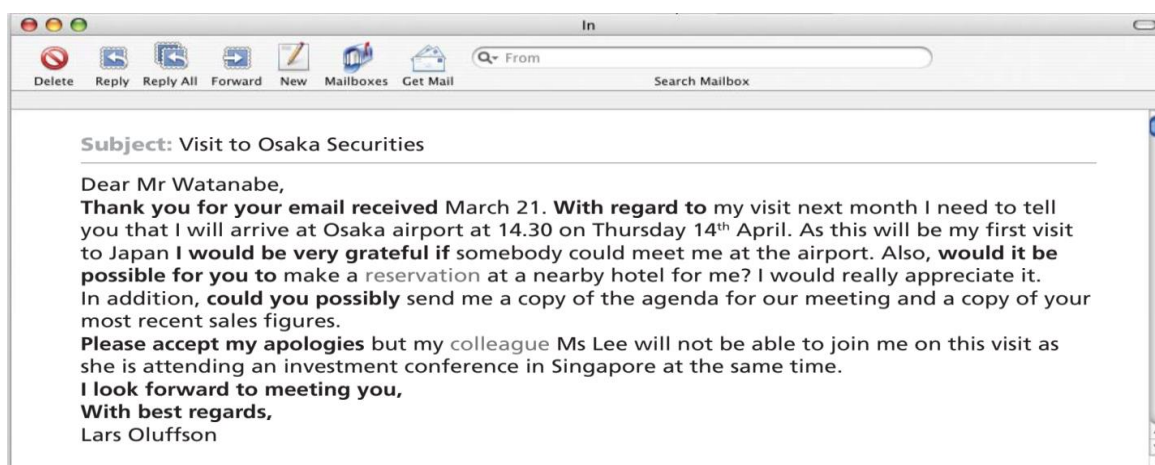 In
Delete Reply Reply All Forward New Mailboxes Get Mail From Search Mailbox
Subject: Visit to Osaka Securities
Dear Mr Watanabe,
Thank you for your email received March 21. With regard to my visit next month I need to tell
you that I will arrive at Osaka airport at 14.30 on Thursday 14th April. As this will be my first visit
to Japan I would be very grateful if somebody could meet me at the airport. Also, would it be
possible for you to make a reservation at a nearby hotel for me? I would really appreciate it.
In addition, could you possibly send me a copy of the agenda for our meeting and a copy of your
most recent sales figures.
Please accept my apologies but my colleague Ms Lee will not be able to join me on this visit as
she is attending an investment conference in Singapore at the same time.
I look forward to meeting you,
With best regards,
Lars Oluffson